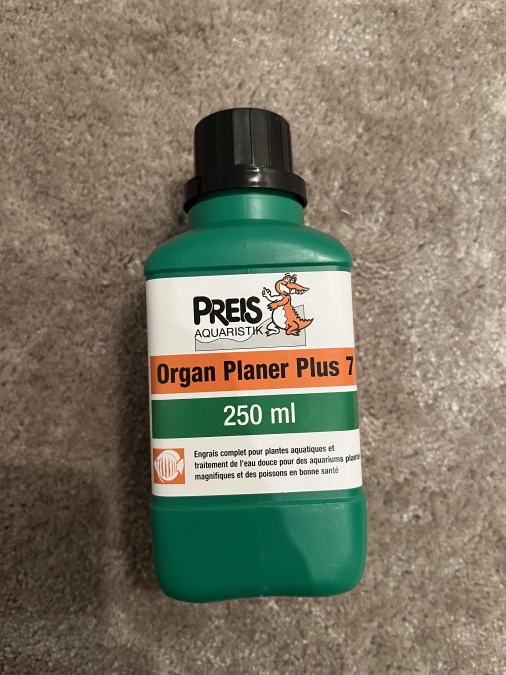 PREIS
AQUARISTIK
Organ Planer Plus 7
250 ml
Engrais complet pour plantes aquatiques et
traitement de l'eau douce pour des aquariums
magnifiques et des poissons en bonne santé